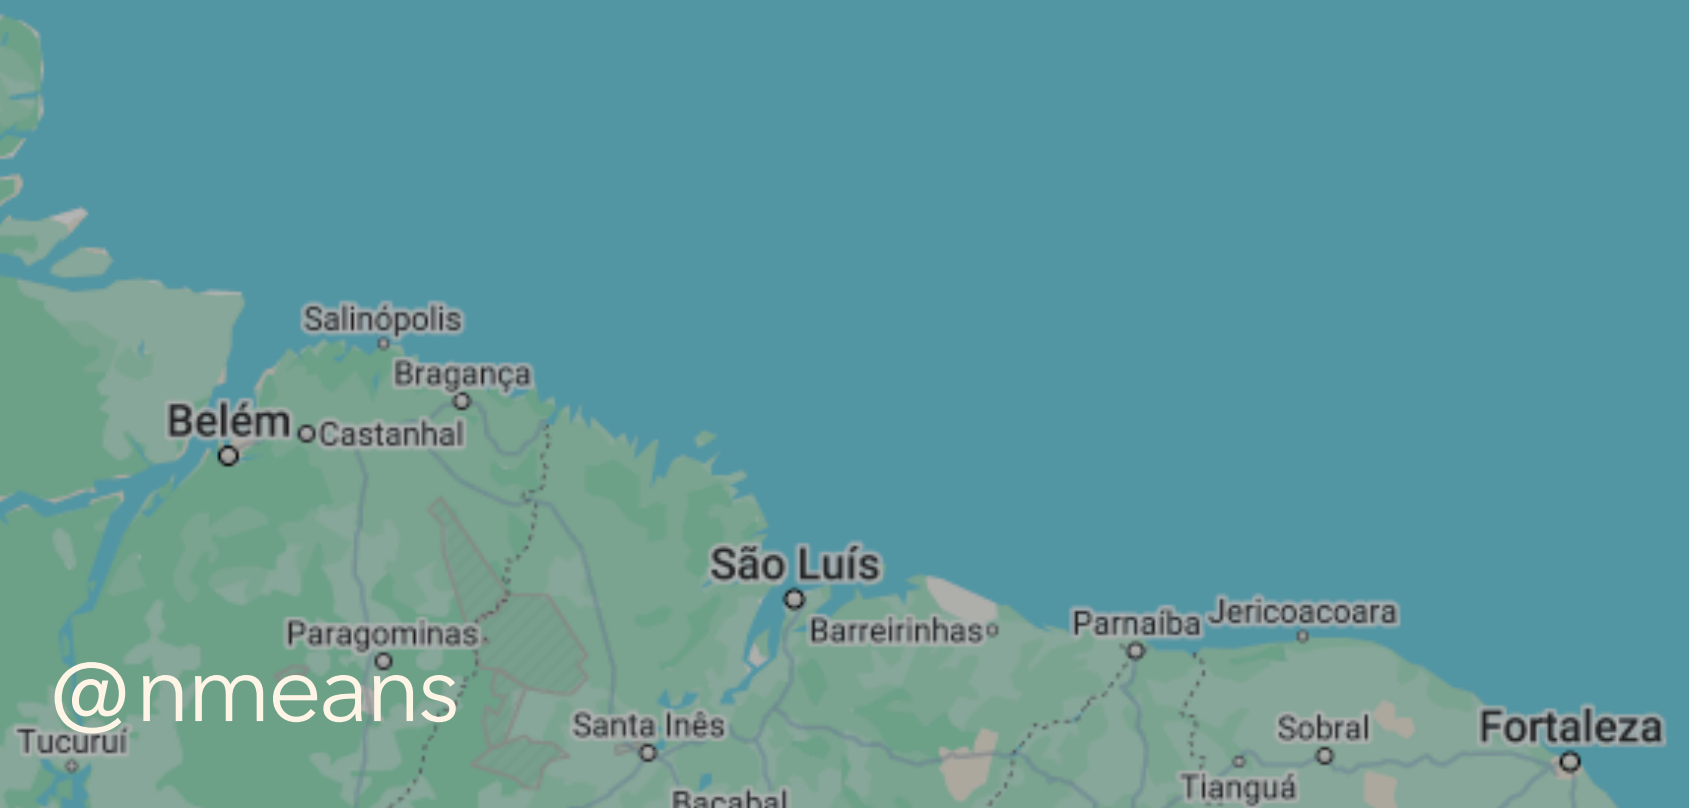 Salinópolis
Bragança
Belém
Castanhal
São Luís
Barreirinhas
Parnaíba
Jericoacoara
Paragominas
@nmeans
Tucuruí
Santa Inês
Sobral
Fortaleza
Tianguá
Bacabal